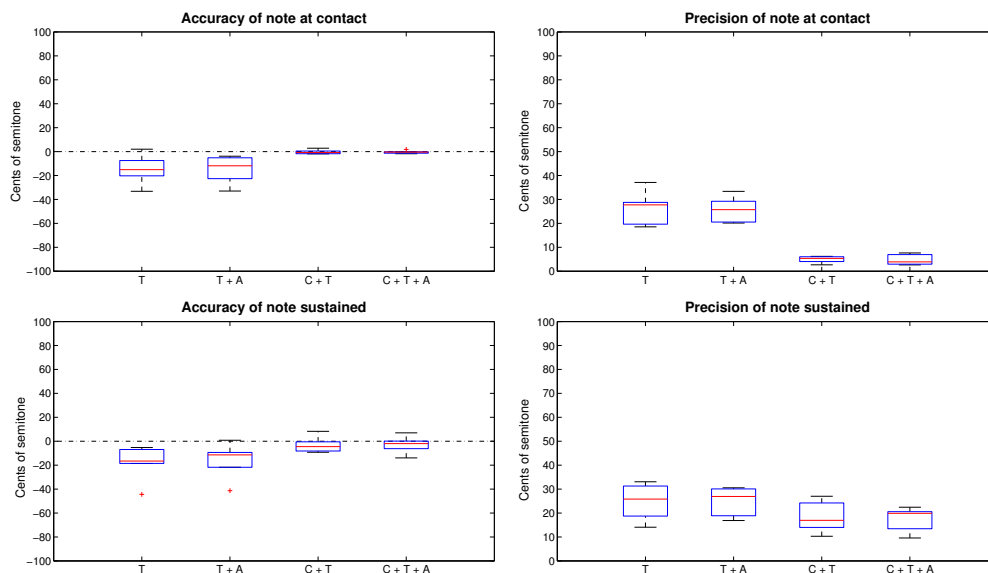 Accuracy of note at contact
Cents of semitone
100
80
60
40
20
0
−20
−40
−60
−80
−100
T
T + A
C + T
C + T + A
Precision of note at contact
Cents of semitone
100
90
80
70
60
50
40
30
20
10
0
T
T + A
C + T
C + T + A
Accuracy of note sustained
Cents of semitone
100
80
60
40
20
0
−20
−40
−60
−80
−100
T
T + A
C + T
C + T + A
Precision of note sustained
Cents of semitone
100
90
80
70
60
50
40
30
20
10
0
T
T + A
C + T
C + T + A